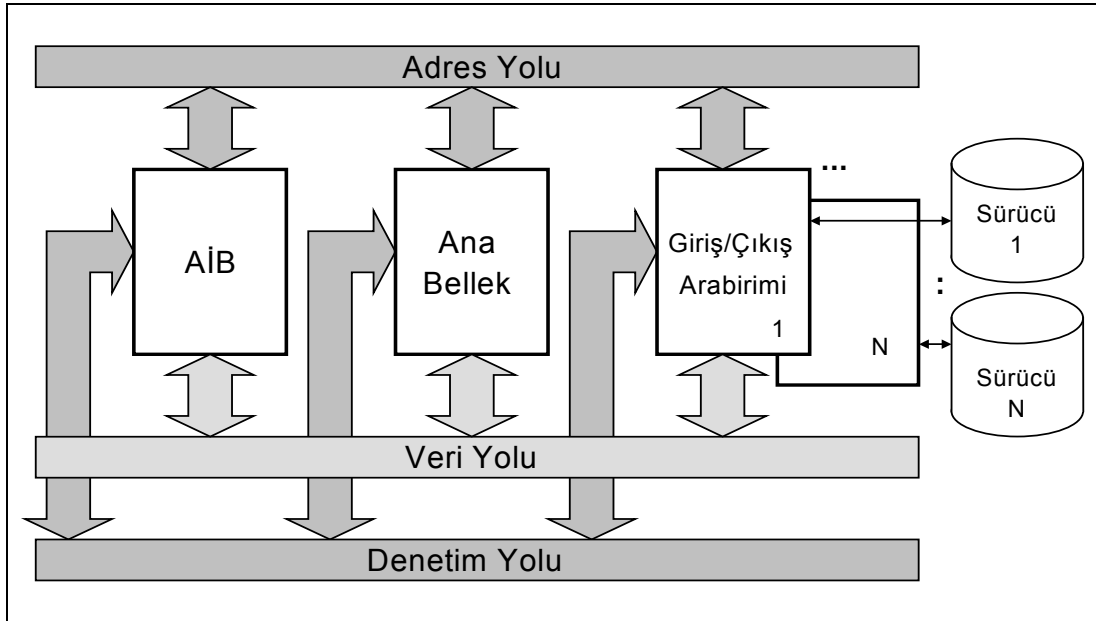 Adres Yolu
AİB
Ana
Bellek
Giriş/Çıkış
Arabirimi
1
...
N
Sürücü
1
:
Sürücü
N
Veri Yolu
Denetim Yolu